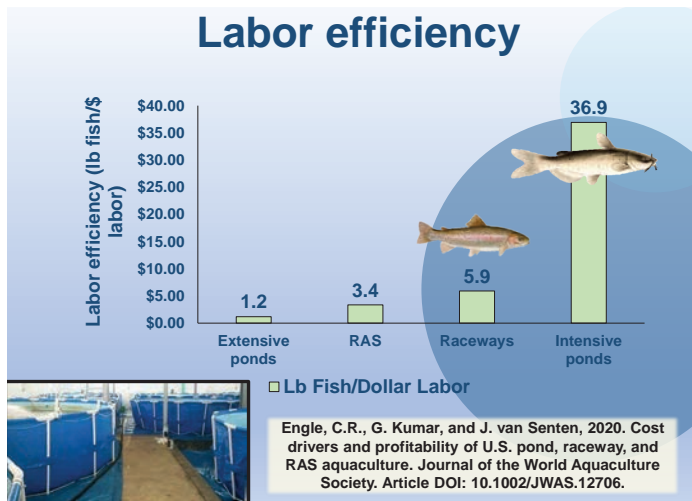 Labor efficiency
Labor efficiency (lb fish/$
labor)
$40.00
$35.00
$30.00
$25.00
$20.00
$15.00
$10.00
$5.00
$0.00
1.2
3.4
5.9
36.9
Extensive
ponds
RAS
Raceways
Intensive
ponds
Lb Fish/Dollar Labor
Engle, C.R., G. Kumar, and J. van Senten, 2020. Cost
drivers and profitability of U.S. pond, raceway, and
RAS aquaculture. Journal of the World Aquaculture
Society. Article DOI: 10.1002/JWAS.12706.